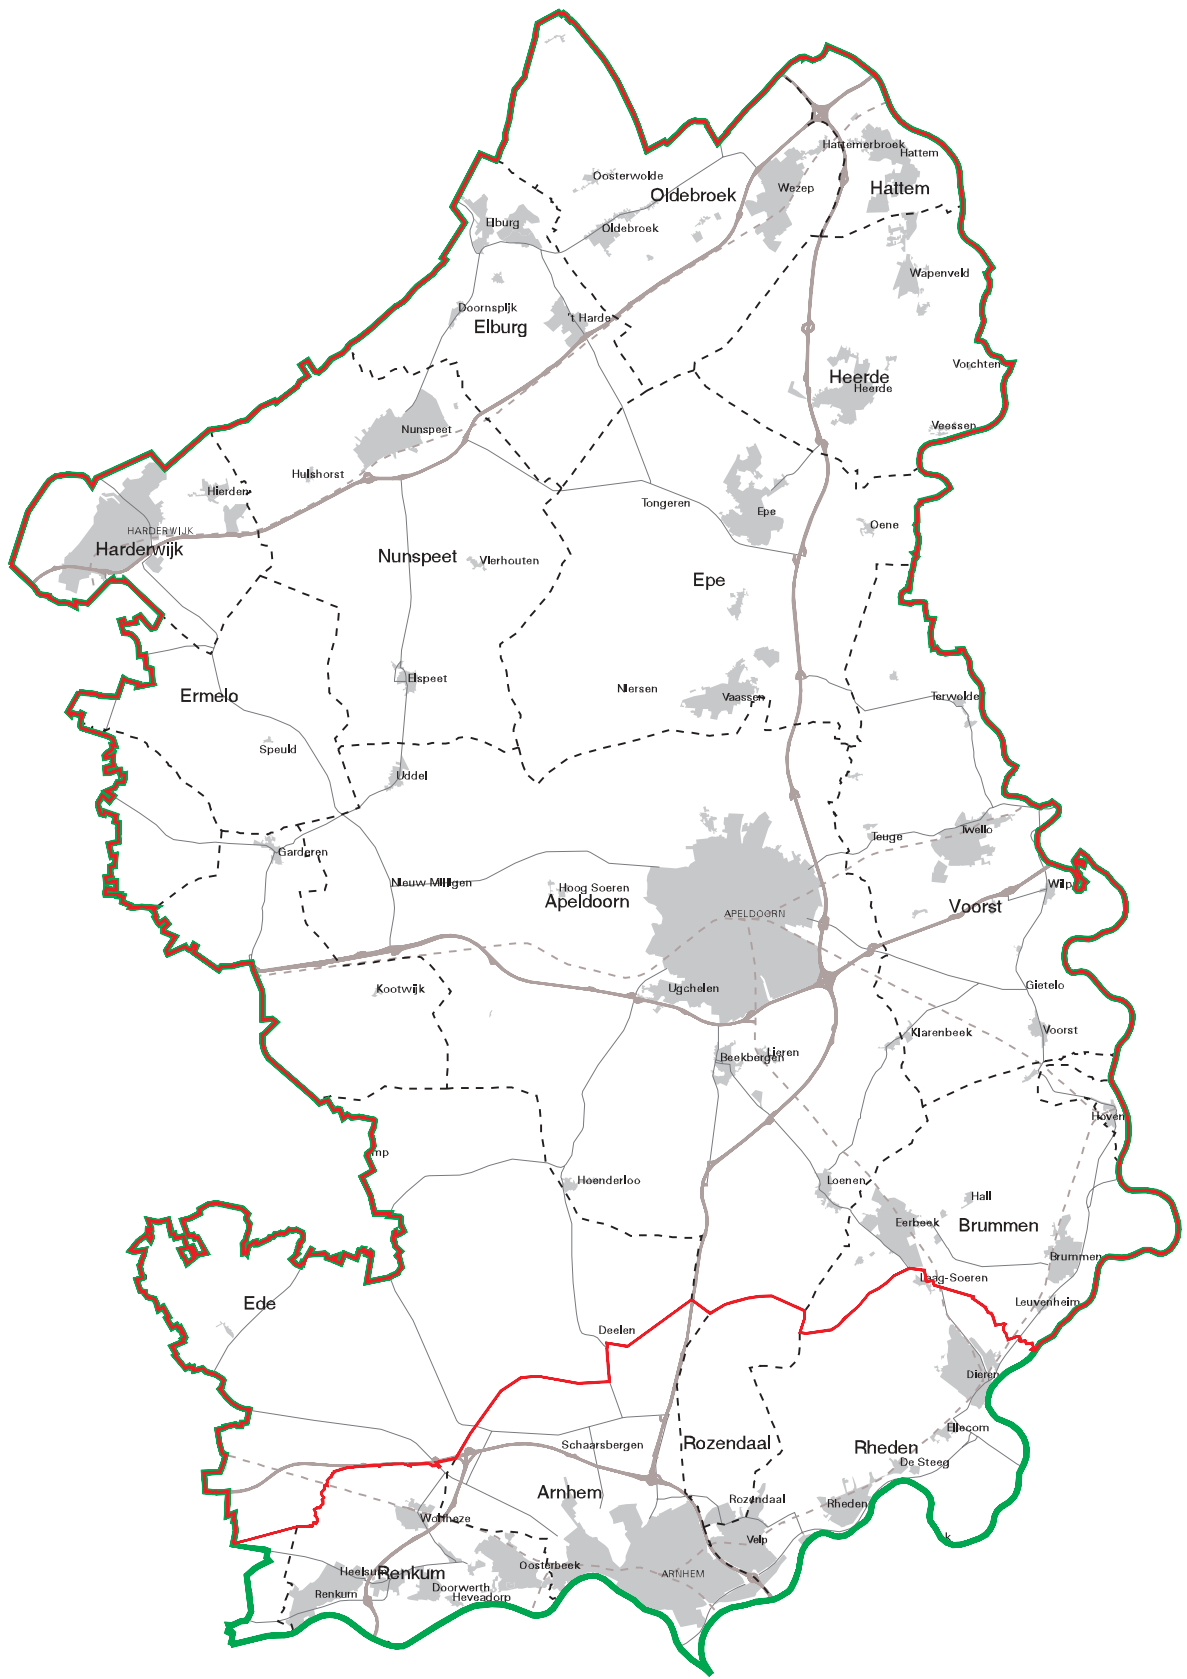 Hattemerbroek
Hattem
Oosterwolde
Wezep
Hattem
Oldebroek
Elburg
Oldebroek
Wapenveld
Doornsplijk
't Harde
Elburg
Vorchten
Heerde
Heerde
Veessen
Nunspeet
Hulshorst
Hierden
Tongeren
Epe
Oene
HARDERWIJK
Harderwijk
Nunspeet
Vierhouten
Epe
Elspeet
Niersen
Vaassen
Terwolde
Ermelo
Speuld
Uddel
Teuge
Twello
Garderen
Nieuw Milligen
Hoog Soeren
Apeldoorn
Wilp
Voorst
APELDOORN
Kootwijk
Ugchelen
Gietelo
Klarenbeek
Voorst
Beekbergen
Lieren
Hoven
mp
Hoenderloo
Loenen
Hall
Eerbeek
Brummen
Brummen
Laag-Soeren
Leuvenheim
Ede
Deelen
Dieren
Ellecom
Schaarsbergen
Rozendaal
Rheden
De Steeg
Arnhem
Rozendaal
Rheden
Wolfheze
Velp
k
Oosterbeek
Heelsum
Renkum
ARNHEM
Renkum
Doorwerth
Heveadorp